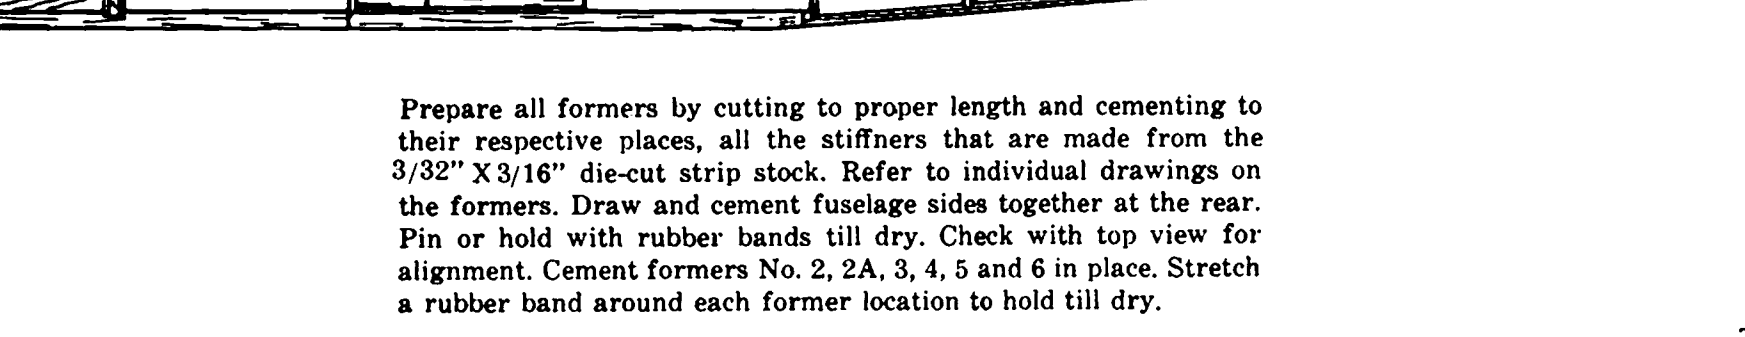 Prepare all formers by cutting to proper length and cementing to
their respective places, all the stiffners that are made from the
3/32" X 3/16" die-cut strip stock. Refer to individual drawings on
the formers. Draw and cement fuselage sides together at the rear.
Pin or hold with rubber bands till dry. Check with top view for
alignment. Cement formers No. 2, 2A, 3, 4, 5 and 6 in place. Stretch
a rubber band around each former location to hold till dry.